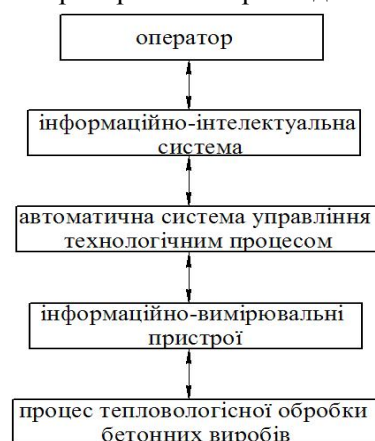 оператор
інформаційно-інтелектуальна
система
автоматична система управління
технологічним процесом
інформаційно-вимірювальні
пристрої
процес тепловологісної обробки
бетонних виробів